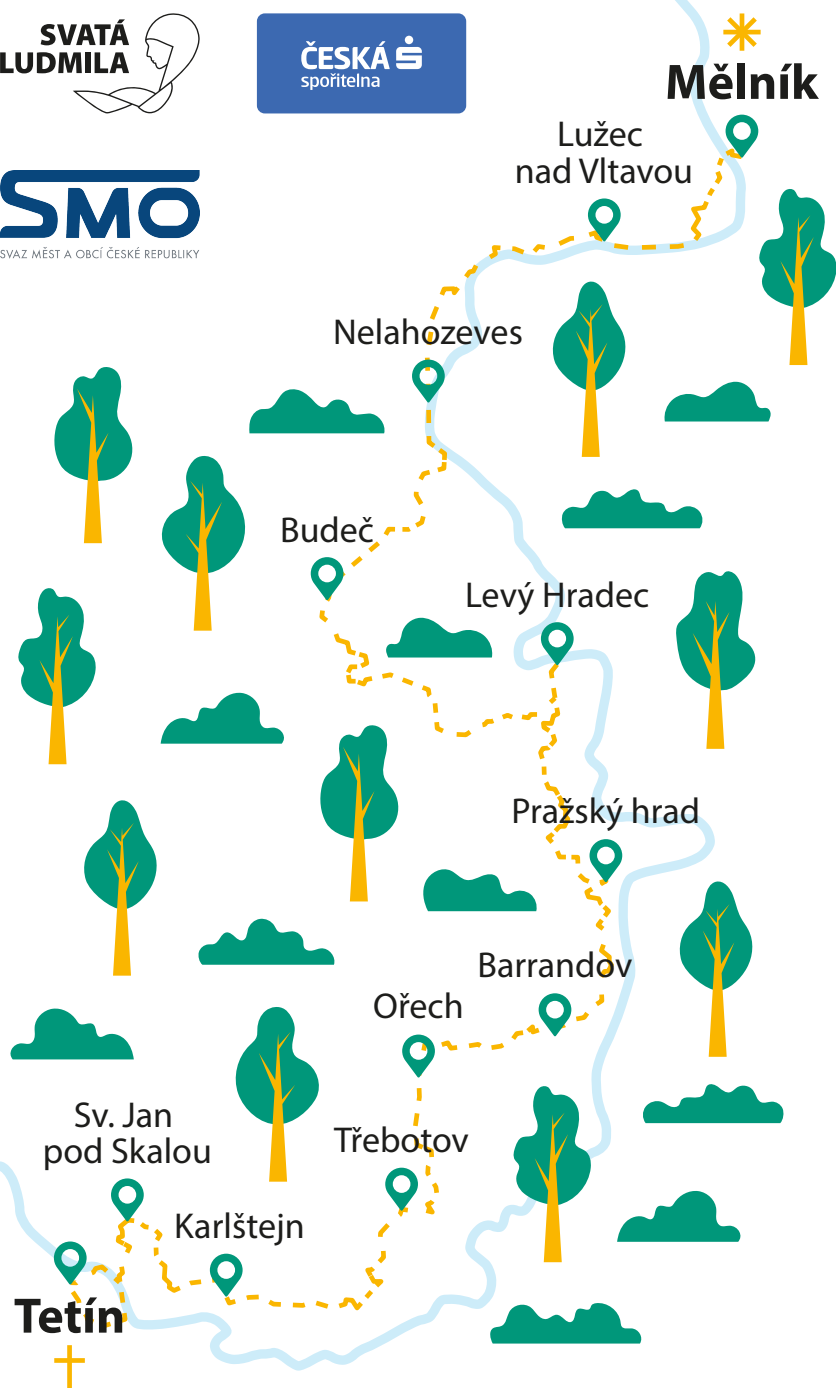 SVATÁ
LUDMILA
ČESKÁ
spořitelna
Mělník
Lužec
nad Vltavou
SMO
SVAZ MĚST A OBCÍ ČESKÉ REPUBLIKY
Nelahozeves
Budeč
Levý Hradec
Pražský hrad
Barrandov
Ořech
Sv. Jan
pod Skalou
Třebotov
Karlštejn
Tetín